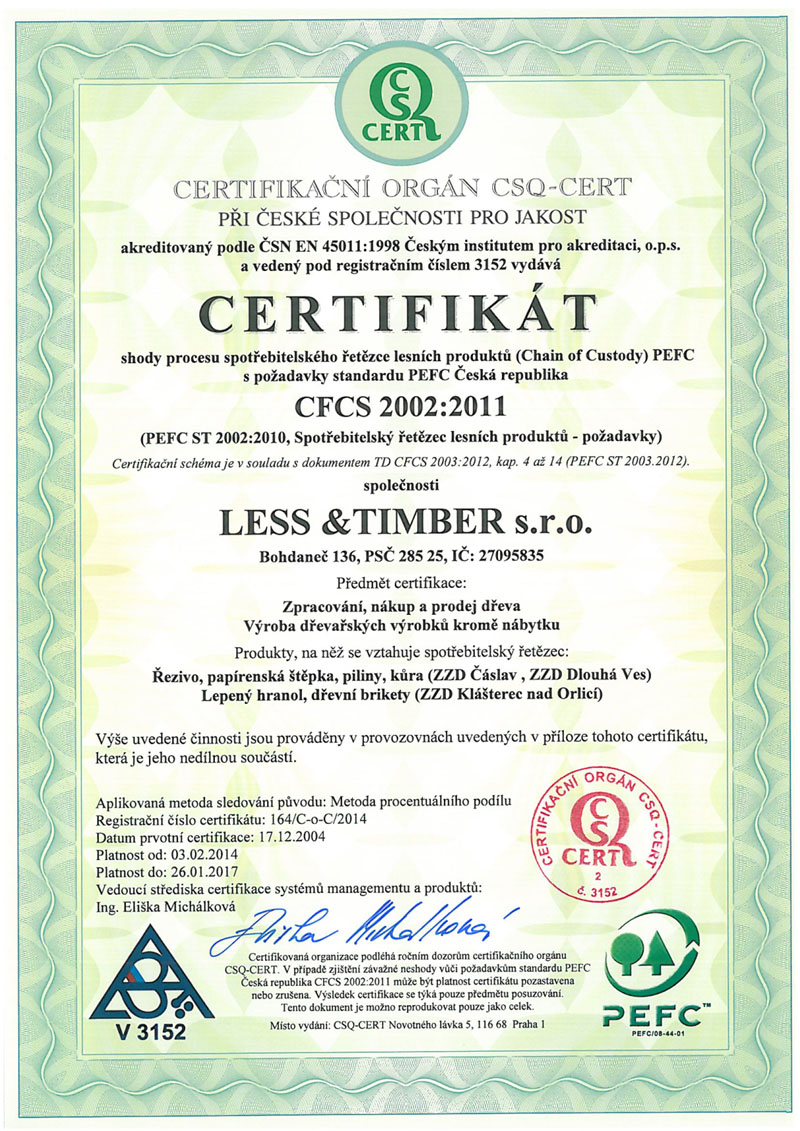 CSQ
CERT
CERTIFIKAČNÍ ORGÁN CSQ-CERT
PŘI ČESKÉ SPOLEČNOSTI PRO JAKOST
akreditovaný podle ČSN EN 45011:1998 Českým institutem pro akreditaci, o.p.s.
a vedený pod registračním číslem 3152 vydává
CERTIFIKÁT
shody procesu spotřebitelského řetězce lesních produktů (Chain of Custody) PEFC
s požadavky standardu PEFC Česká republika
CFCS 2002:2011
(PEFC ST 2002:2010, Spotřebitelský řetězec lesních produktů - požadavky)
Certifikační schéma je v souladu s dokumentem TD CFCS 2003:2012, kap. 4 až 14 (PEFC ST 2003.2012).
společnosti
LESS &TIMBER s.r.o.
Bohdaneč 136, PSČ 285 25, IČ: 27095835
Předmět certifikace:
Zpracování, nákup a prodej dřeva
Výroba dřevařských výrobků kromě nábytku
Produkty, na něž se vztahuje spotřebitelský řetězec:
Řezivo, papírenská štěpka, piliny, kůra (ZZD Čáslav , ZZD Dlouhá Ves)
Lepený hranol, dřevní brikety (ZZD Klášterec nad Orlicí)
Výše uvedené činnosti jsou prováděny v provozovnách uvedených v příloze tohoto certifikátu,
která je jeho nedílnou součástí.
Aplikovaná metoda sledování původu: Metoda procentuálního podílu
Registrační číslo certifikátu: 164/C-o-C/2014
Datum prvotní certifikace: 17.12.2004
Platnost od: 03.02.2014
Platnost do: 26.01.2017
Vedoucí střediska certifikace systémů managementu a produktů:
Ing. Eliška Michálková
CERTIFIKAČNÍ ORGÁN CSQ-CERT
CSQ
CERT
2
č. 3152
Eliška Michálková
Certifikovaná organizace podléhá ročním dozorům certifikačního orgánu
CSQ-CERT. V případě zjištění závažné neshody vůči požadavkům standardu PEFC
Česká republika CFCS 2002:2011 může být platnost certifikátu pozastavena
nebo zrušena. Výsledek certifikace se týká pouze předmětu posuzování.
Tento dokument je možno reprodukovat pouze jako celek.
Místo vydání: CSQ-CERT Novotného lávka 5, 116 68 Praha 1
V 3152
PEFC™
PEFC/08-44-01